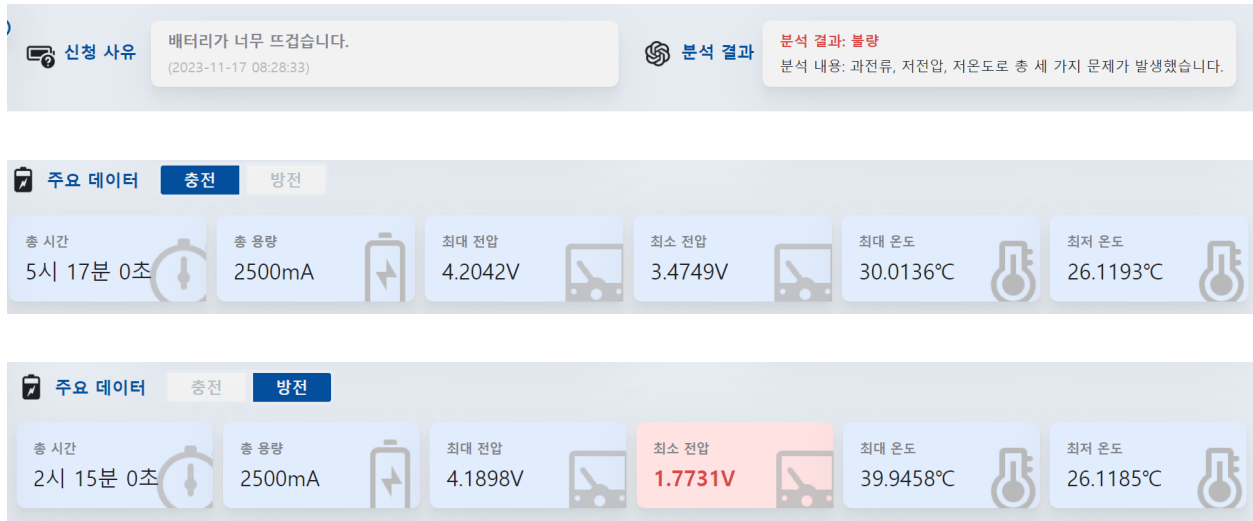 신청 사유
배터리가 너무 뜨겁습니다.
(2023-11-17 08:28:33)
분석 결과
분석 결과: 불량
분석 내용: 과전류, 저전압, 저온도로 총 세 가지 문제가 발생했습니다.
주요 데이터 충전 방전
총 시간 총 용량 최대 전압 최소 전압 최대 온도 최저 온도
5시 17분 0초 2500mA 4.2042V 3.4749V 30.0136℃ 26.1193℃
주요 데이터 충전 방전
총 시간 총 용량 최대 전압 최소 전압 최대 온도 최저 온도
2시 15분 0초 2500mA 4.1898V 1.7731V 39.9458℃ 26.1185℃